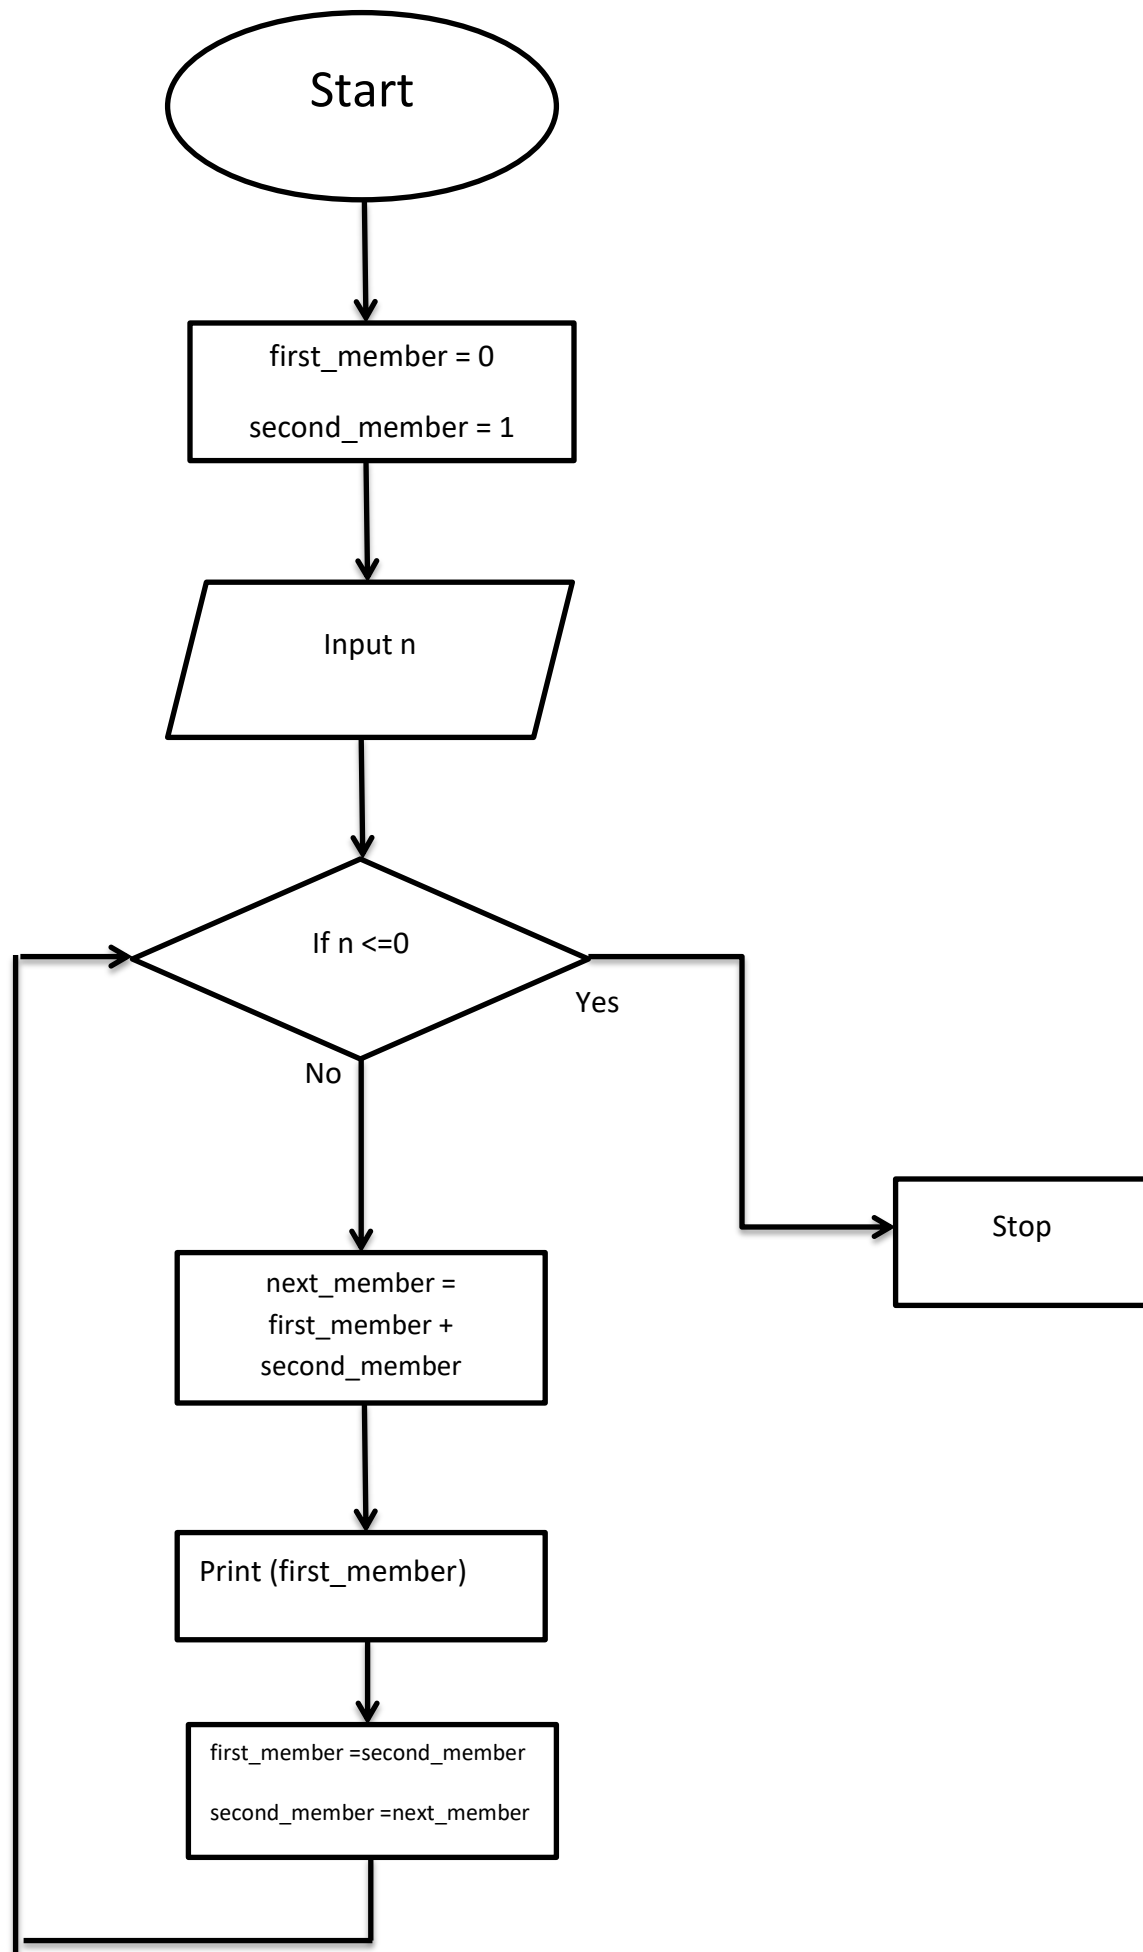 Start
first_member = 0
second_member = 1
Input n
If n <=0
Yes
No
Stop
next_member =
first_member +
second_member
Print (first_member)
first_member =second_member
second_member =next_member